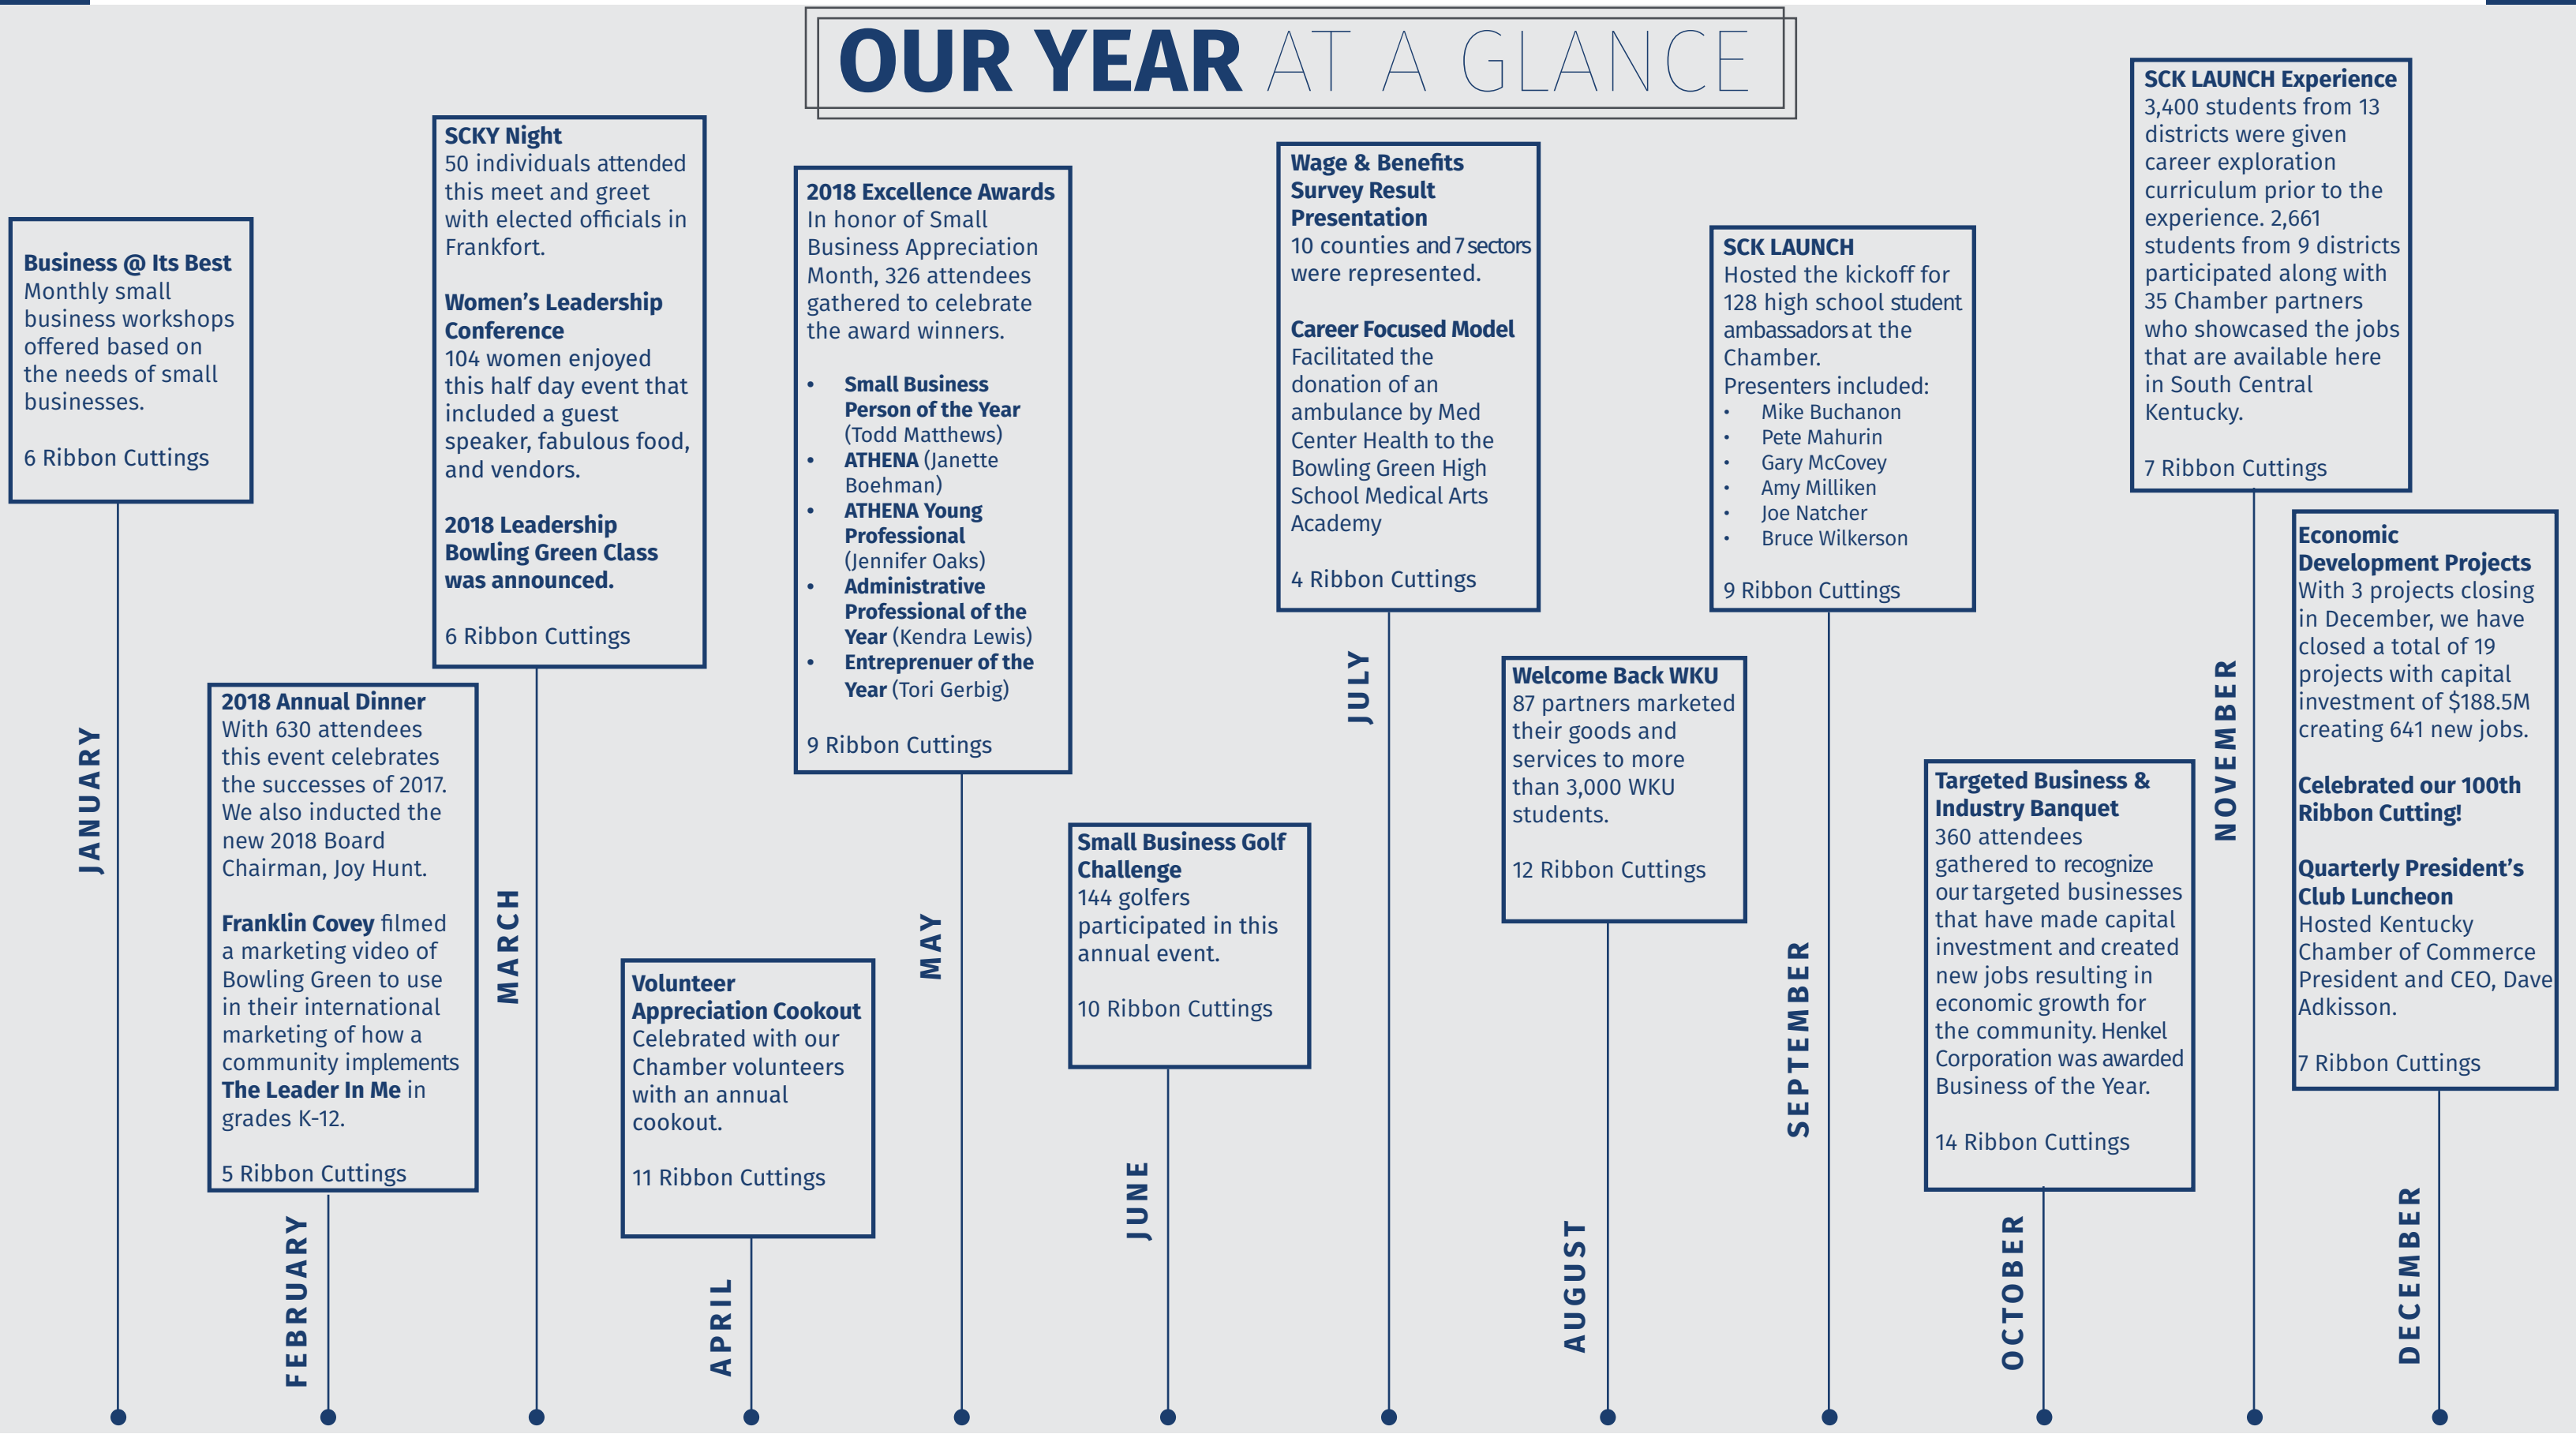 OUR YEAR AT A GLANCE
Business @ Its Best
Monthly small
business workshops
offered based on
the needs of small
businesses.
6 Ribbon Cuttings
JANUARY
2018 Annual Dinner
With 630 attendees
this event celebrates
the successes of 2017.
We also inducted the
new 2018 Board
Chairman, Joy Hunt.
Franklin Covey filmed
a marketing video of
Bowling Green to use
in their international
marketing of how a
community implements
The Leader In Me in
grades K-12.
5 Ribbon Cuttings
FEBRUARY
SCKY Night
50 individuals attended
this meet and greet
with elected officials in
Frankfort.
Women’s Leadership
Conference
104 women enjoyed
this half day event that
included a guest
speaker, fabulous food,
and vendors.
2018 Leadership
Bowling Green Class
was announced.
6 Ribbon Cuttings
MARCH
Volunteer
Appreciation Cookout
Celebrated with our
Chamber volunteers
with an annual
cookout.
11 Ribbon Cuttings
APRIL
2018 Excellence Awards
In honor of Small
Business Appreciation
Month, 326 attendees
gathered to celebrate
the award winners.
• Small Business
Person of the Year
(Todd Matthews)
• ATHENA (Janette
Boehman)
• ATHENA Young
Professional
(Jennifer Oaks)
• Administrative
Professional of the
Year (Kendra Lewis)
• Entreprenuer of the
Year (Tori Gerbig)
9 Ribbon Cuttings
MAY
Small Business Golf
Challenge
144 golfers
participated in this
annual event.
10 Ribbon Cuttings
JUNE
Wage & Benefits
Survey Result
Presentation
10 counties and 7 sectors
were represented.
Career Focused Model
Facilitated the
donation of an
ambulance by Med
Center Health to the
Bowling Green High
School Medical Arts
Academy
4 Ribbon Cuttings
JULY
Welcome Back WKU
87 partners marketed
their goods and
services to more
than 3,000 WKU
students.
12 Ribbon Cuttings
AUGUST
SCK LAUNCH
Hosted the kickoff for
128 high school student
ambassadors at the
Chamber.
Presenters included:
• Mike Buchanon
• Pete Mahurin
• Gary McCovey
• Amy Milliken
• Joe Natcher
• Bruce Wilkerson
9 Ribbon Cuttings
SEPTEMBER
Targeted Business &
Industry Banquet
360 attendees
gathered to recognize
our targeted businesses
that have made capital
investment and created
new jobs resulting in
economic growth for
the community. Henkel
Corporation was awarded
Business of the Year.
14 Ribbon Cuttings
OCTOBER
SCK LAUNCH Experience
3,400 students from 13
districts were given
career exploration
curriculum prior to the
experience. 2,661
students from 9 districts
participated along with
35 Chamber partners
who showcased the jobs
that are available here
in South Central
Kentucky.
7 Ribbon Cuttings
NOVEMBER
Economic
Development Projects
With 3 projects closing
in December, we have
closed a total of 19
projects with capital
investment of $188.5M
creating 641 new jobs.
Celebrated our 100th
Ribbon Cutting!
Quarterly President’s
Club Luncheon
Hosted Kentucky
Chamber of Commerce
President and CEO, Dave
Adkisson.
7 Ribbon Cuttings
DECEMBER